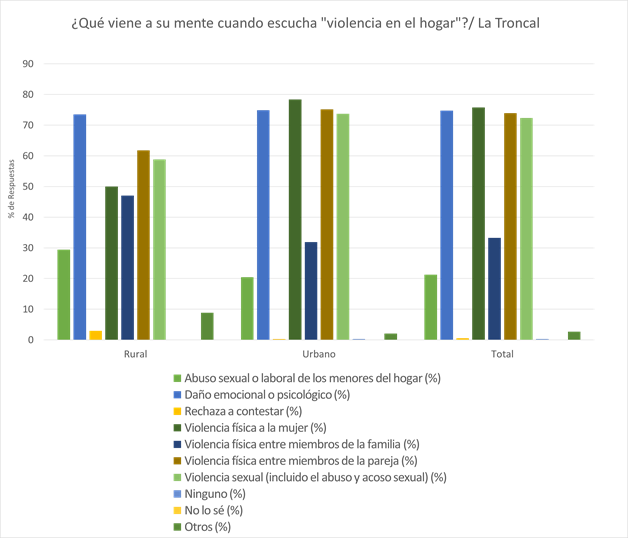 ¿Qué viene a su mente cuando escucha "violencia en el hogar"?/ La Troncal
90
80
70
60
50
40
30
20
10
0
% de Respuestas
Rural Urbano Total
Abuso sexual o laboral de los menores del hogar (%)
Daño emocional o psicológico (%)
Rechaza a contestar (%)
Violencia física a la mujer (%)
Violencia física entre miembros de la familia (%)
Violencia física entre miembros de la pareja (%)
Violencia sexual (incluido el abuso y acoso sexual) (%)
Ninguno (%)
No lo sé (%)
Otros (%)